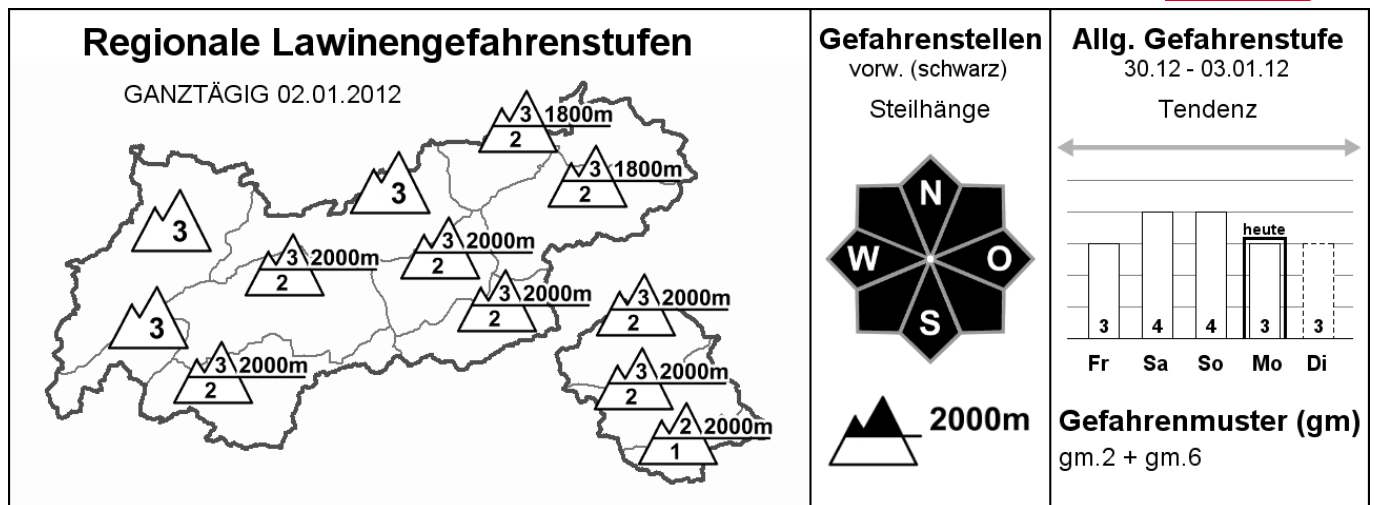 Regionale Lawinengefahrenstufen
GANZTÄGIG 02.01.2012
3 1800m
2
3 1800m
2
3
3
3 2000m
2
3 2000m
2
3 2000m
2
3
3 2000m
2
3 2000m
2
3 2000m
2
2 2000m
1
Gefahrenstellen
vorw. (schwarz)
Steilhänge
N
W O
S
2000m
Allg. Gefahrenstufe
30.12 - 03.01.12
Tendenz
heute
3 4 4 3 3
Fr Sa So Mo Di
Gefahrenmuster (gm)
gm.2 + gm.6